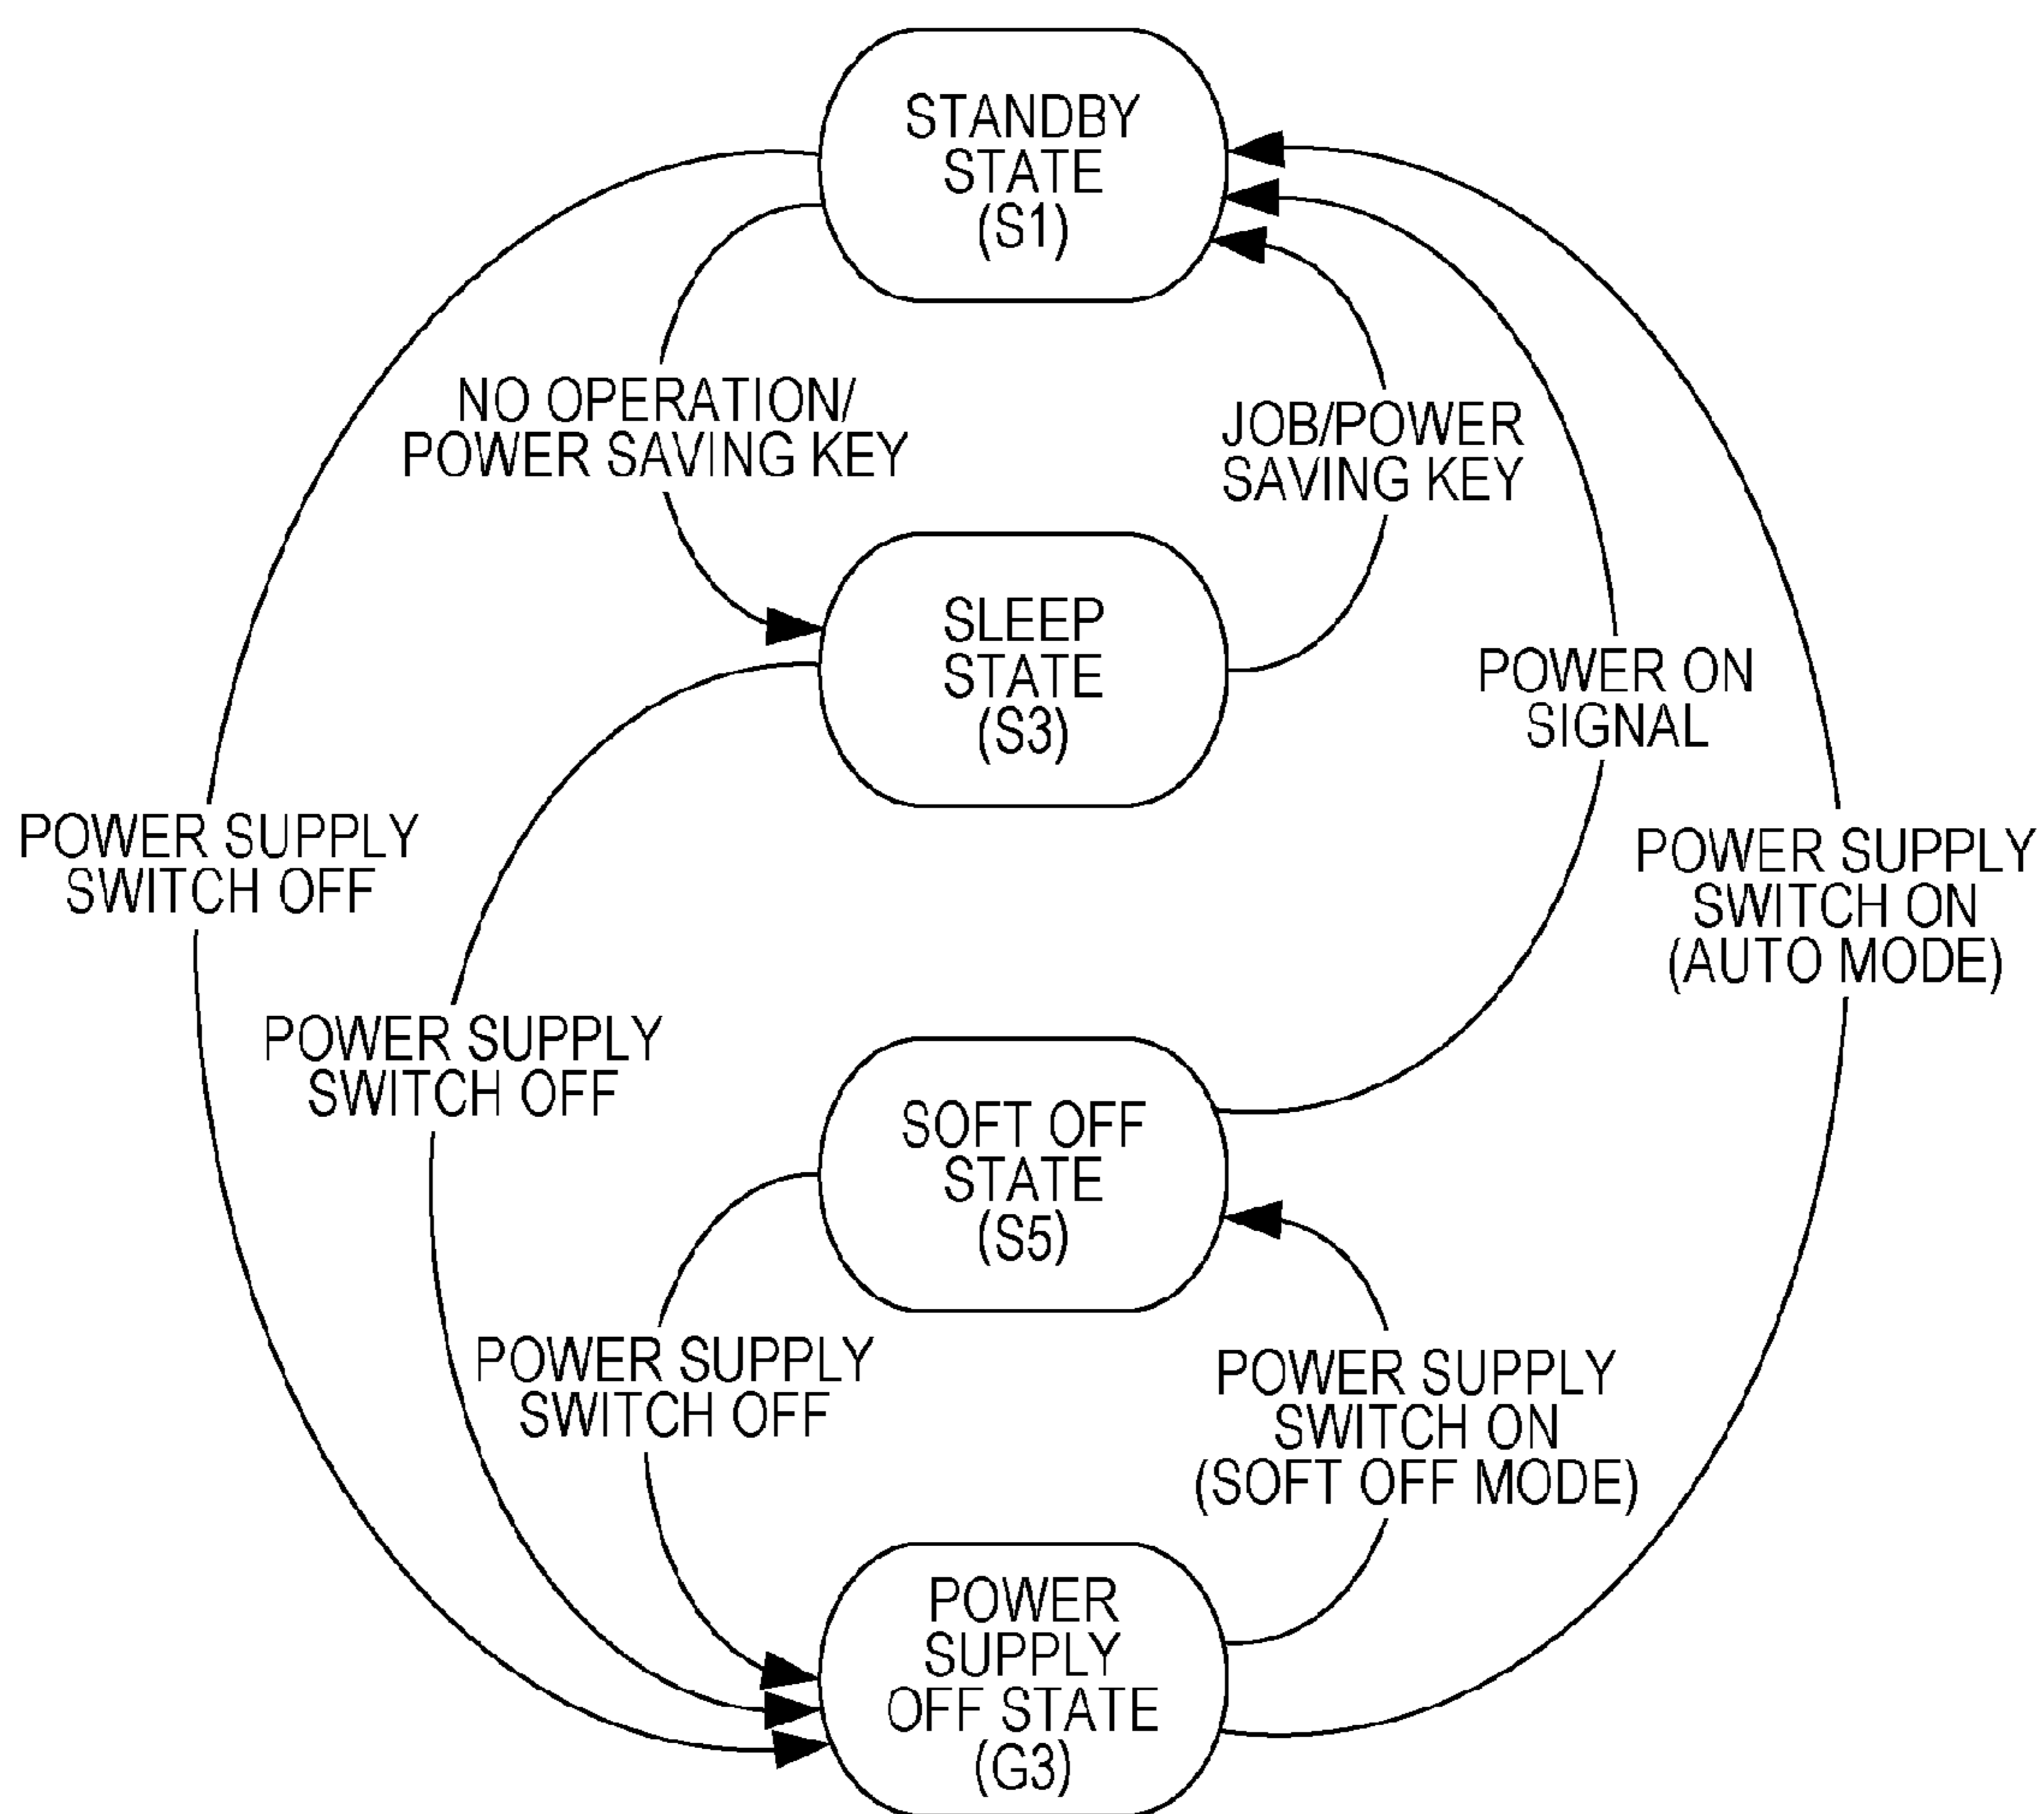 STANDBY
STATE
(S1)
NO OPERATION/
POWER SAVING KEY
JOB/POWER
SAVING KEY
SLEEP
STATE
(S3)
POWER ON
SIGNAL
POWER SUPPLY
SWITCH OFF
POWER SUPPLY
SWITCH ON
(AUTO MODE)
POWER SUPPLY
SWITCH OFF
SOFT OFF
STATE
(S5)
POWER SUPPLY
SWITCH OFF
POWER SUPPLY
SWITCH ON
(SOFT OFF MODE)
POWER
SUPPLY
OFF STATE
(G3)